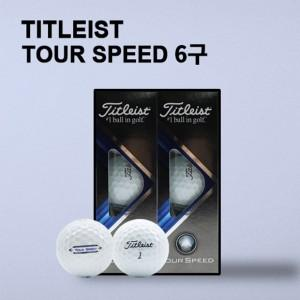 TITLEIST
TOUR SPEED 6구
Titleist
#1 ball in golf.
Titleist
#1 ball in golf.
TOUR SPEED
TOUR SPEED
Titleist
1